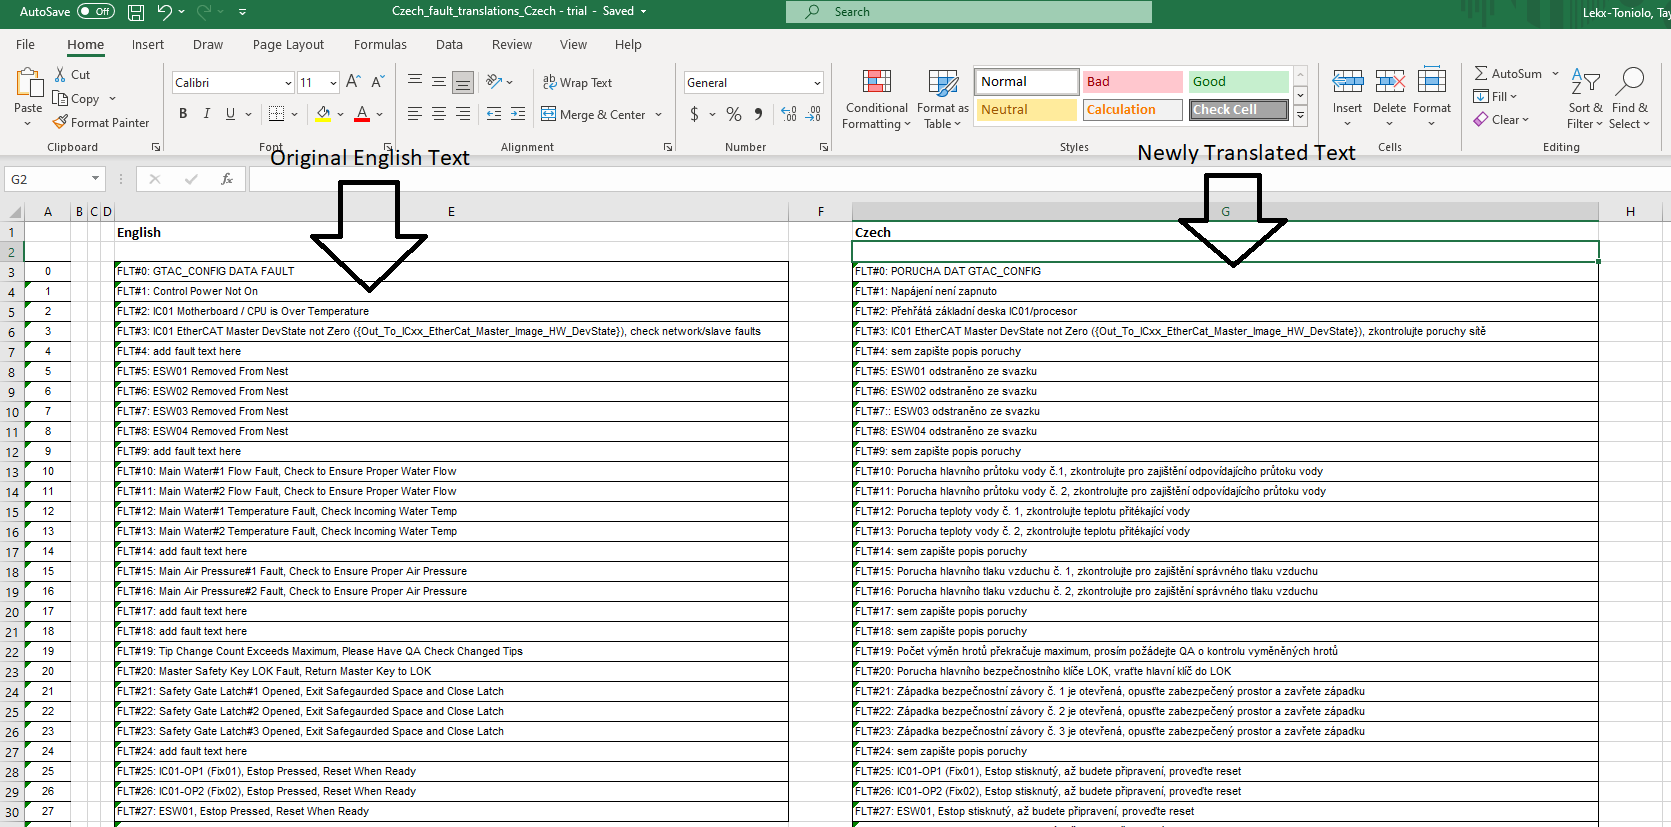 AutoSave Off Czech_fault_translations_Czech - trial - Saved Search Lekx-Toniolo, Tay
File Home Insert Draw Page Layout Formulas Data Review View Help
Paste Cut Copy Format Painter Clipboard
Calibri 11 A A B I U A Font
ab Wrap Text Merge & Center Alignment
General $ % Number
Conditional Formatting Format as Table Normal Bad Good Neutral Calculation Check Cell Styles
Insert Delete Format Cells
AutoSum Fill Clear Sort & Filter Find & Select Editing
Original English Text Newly Translated Text
G2 fx
A B C D E F G H
1 English Czech
2
3 0 FLT#0: GTAC_CONFIG DATA FAULT FLT#0: PORUCHA DAT GTAC_CONFIG
4 1 FLT#1: Control Power Not On FLT#1: Napájení není zapnuto
5 2 FLT#2: IC01 Motherboard / CPU is Over Temperature FLT#2: Přehřátá základní deska IC01/procesor
6 3 FLT#3: IC01 EtherCAT Master DevState not Zero ({Out_To_ICxx_EtherCat_Master_Image_HW_DevState}), check network/slave faults FLT#3: IC01 EtherCAT Master DevState not Zero ({Out_To_ICxx_EtherCat_Master_Image_HW_DevState}), zkontrolujte poruchy sítě
7 4 FLT#4: add fault text here FLT#4: sem zapište popis poruchy
8 5 FLT#5: ESW01 Removed From Nest FLT#5: ESW01 odstraněno ze svazku
9 6 FLT#6: ESW02 Removed From Nest FLT#6: ESW02 odstraněno ze svazku
10 7 FLT#7: ESW03 Removed From Nest FLT#7:: ESW03 odstraněno ze svazku
11 8 FLT#8: ESW04 Removed From Nest FLT#8: ESW04 odstraněno ze svazku
12 9 FLT#9: add fault text here FLT#9: sem zapište popis poruchy
13 10 FLT#10: Main Water#1 Flow Fault, Check to Ensure Proper Water Flow FLT#10: Porucha hlavního průtoku vody č.1, zkontrolujte pro zajištění odpovídajícího průtoku vody
14 11 FLT#11: Main Water#2 Flow Fault, Check to Ensure Proper Water Flow FLT#11: Porucha hlavního průtoku vody č. 2, zkontrolujte pro zajištění odpovídajícího průtoku vody
15 12 FLT#12: Main Water#1 Temperature Fault, Check Incoming Water Temp FLT#12: Porucha teploty vody č. 1, zkontrolujte teplotu přitékající vody
16 13 FLT#13: Main Water#2 Temperature Fault, Check Incoming Water Temp FLT#13: Porucha teploty vody č. 2, zkontrolujte teplotu přitékající vody
17 14 FLT#14: add fault text here FLT#14: sem zapište popis poruchy
18 15 FLT#15: Main Air Pressure#1 Fault, Check to Ensure Proper Air Pressure FLT#15: Porucha hlavního tlaku vzduchu č. 1, zkontrolujte pro zajištění správného tlaku vzduchu
19 16 FLT#16: Main Air Pressure#2 Fault, Check to Ensure Proper Air Pressure FLT#16: Porucha hlavního tlaku vzduchu č. 2, zkontrolujte pro zajištění správného tlaku vzduchu
20 17 FLT#17: add fault text here FLT#17: sem zapište popis poruchy
21 18 FLT#18: add fault text here FLT#18: sem zapište popis poruchy
22 19 FLT#19: Tip Change Count Exceeds Maximum, Please Have QA Check Changed Tips FLT#19: Počet výměn hrotů překračuje maximum, prosím požádejte QA o kontrolu vyměněných hrotů
23 20 FLT#20: Master Safety Key LOK Fault, Return Master Key to LOK FLT#20: Porucha hlavního bezpečnostního klíče LOK, vraťte hlavní klíč do LOK
24 21 FLT#21: Safety Gate Latch#1 Opened, Exit Safegaurded Space and Close Latch FLT#21: Západka bezpečnostní závory č. 1 je otevřená, opusťte zabezpečený prostor a zavřete západku
25 22 FLT#22: Safety Gate Latch#2 Opened, Exit Safegaurded Space and Close Latch FLT#22: Západka bezpečnostní závory č. 2 je otevřená, opusťte zabezpečený prostor a zavřete západku
26 23 FLT#23: Safety Gate Latch#3 Opened, Exit Safegaurded Space and Close Latch FLT#23: Západka bezpečnostní závory č. 3 je otevřená, opusťte zabezpečený prostor a zavřete západku
27 24 FLT#24: add fault text here FLT#24: sem zapište popis poruchy
28 25 FLT#25: IC01-OP1 (Fix01), Estop Pressed, Reset When Ready FLT#25: IC01-OP1 (Fix01), Estop stisknutý, až budete připravení, proveďte reset
29 26 FLT#26: IC01-OP2 (Fix02), Estop Pressed, Reset When Ready FLT#26: IC01-OP2 (Fix02), Estop stisknutý, až budete připravení, proveďte reset
30 27 FLT#27: ESW01, Estop Pressed, Reset When Ready FLT#27: ESW01, Estop stisknutý, až budete připravení, proveďte reset